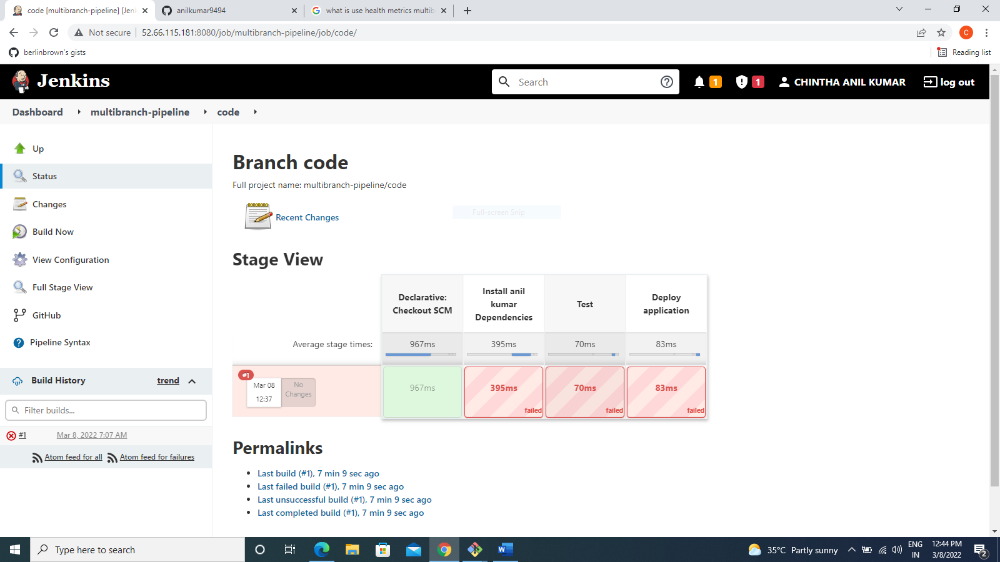 code [multibranch-pipeline] [Jen
anilkumar9494
what is use health metrics multib
Not secure
52.66.115.181:8080/job/multibranch-pipeline/job/code/
C
berlinbrown's gists
Reading list
Jenkins
Search
1
1
CHINTHA ANIL KUMAR
log out
Dashboard
multibranch-pipeline
code
Up
Status
Changes
Build Now
View Configuration
Full Stage View
GitHub
Pipeline Syntax
Build History
trend
Filter builds...
#1
Mar 8, 2022 7:07 AM
Atom feed for all
Atom feed for failures
Branch code
Full project name: multibranch-pipeline/code
Full-screen Snip
Recent Changes
Stage View
Declarative:
Checkout SCM
Install anil
kumar
Dependencies
Test
Deploy
application
Average stage times:
967ms
395ms
70ms
83ms
#1
Mar 08
12:37
No
Changes
967ms
395ms
failed
70ms
failed
83ms
failed
Permalinks
Last build (#1), 7 min 9 sec ago
Last failed build (#1), 7 min 9 sec ago
Last unsuccessful build (#1), 7 min 9 sec ago
Last completed build (#1), 7 min 9 sec ago
Type here to search
35°C Partly sunny
ENG
IN
12:44 PM
3/8/2022
2